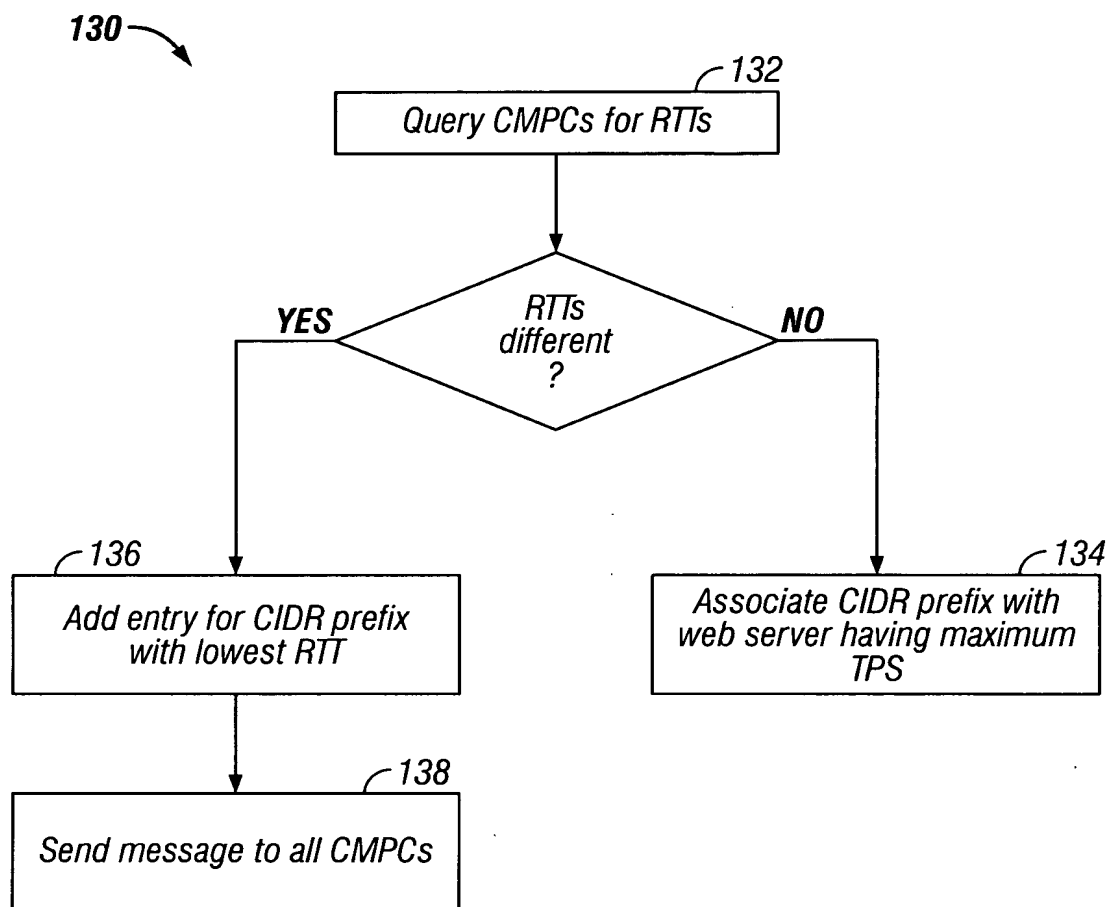 130
132
Query CMPCs for RTTs
RTTs
different
?
YES
NO
136
Add entry for CIDR prefix
with lowest RTT
134
Associate CIDR prefix with
web server having maximum
TPS
138
Send message to all CMPCs